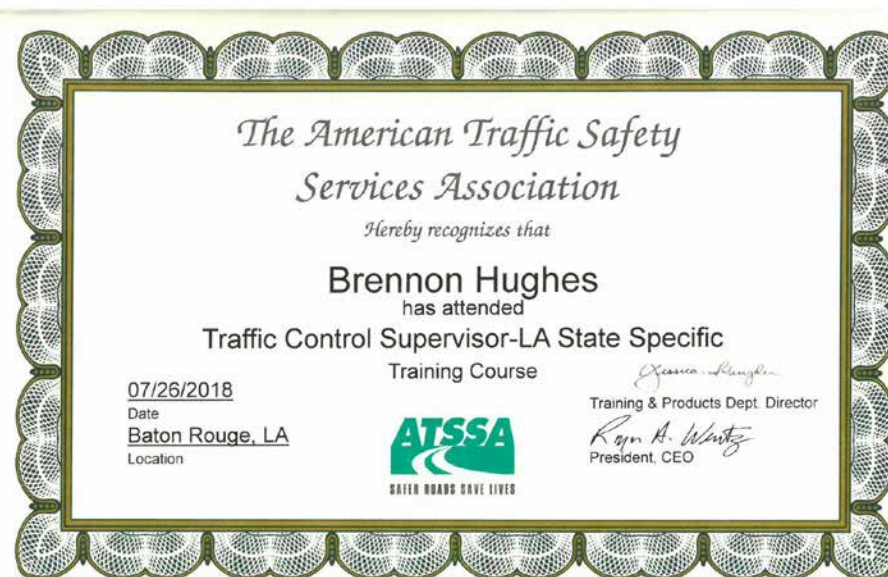 The American Traffic Safety
Services Association
Hereby recognizes that
Brennon Hughes
has attended
Traffic Control Supervisor-LA State Specific
Training Course
07/26/2018
Date
Baton Rouge, LA
Location
ATSSA
SAFER ROADS SAVE LIVES
Jessica
Training & Products Dept. Director
A. Wentz
President, CEO